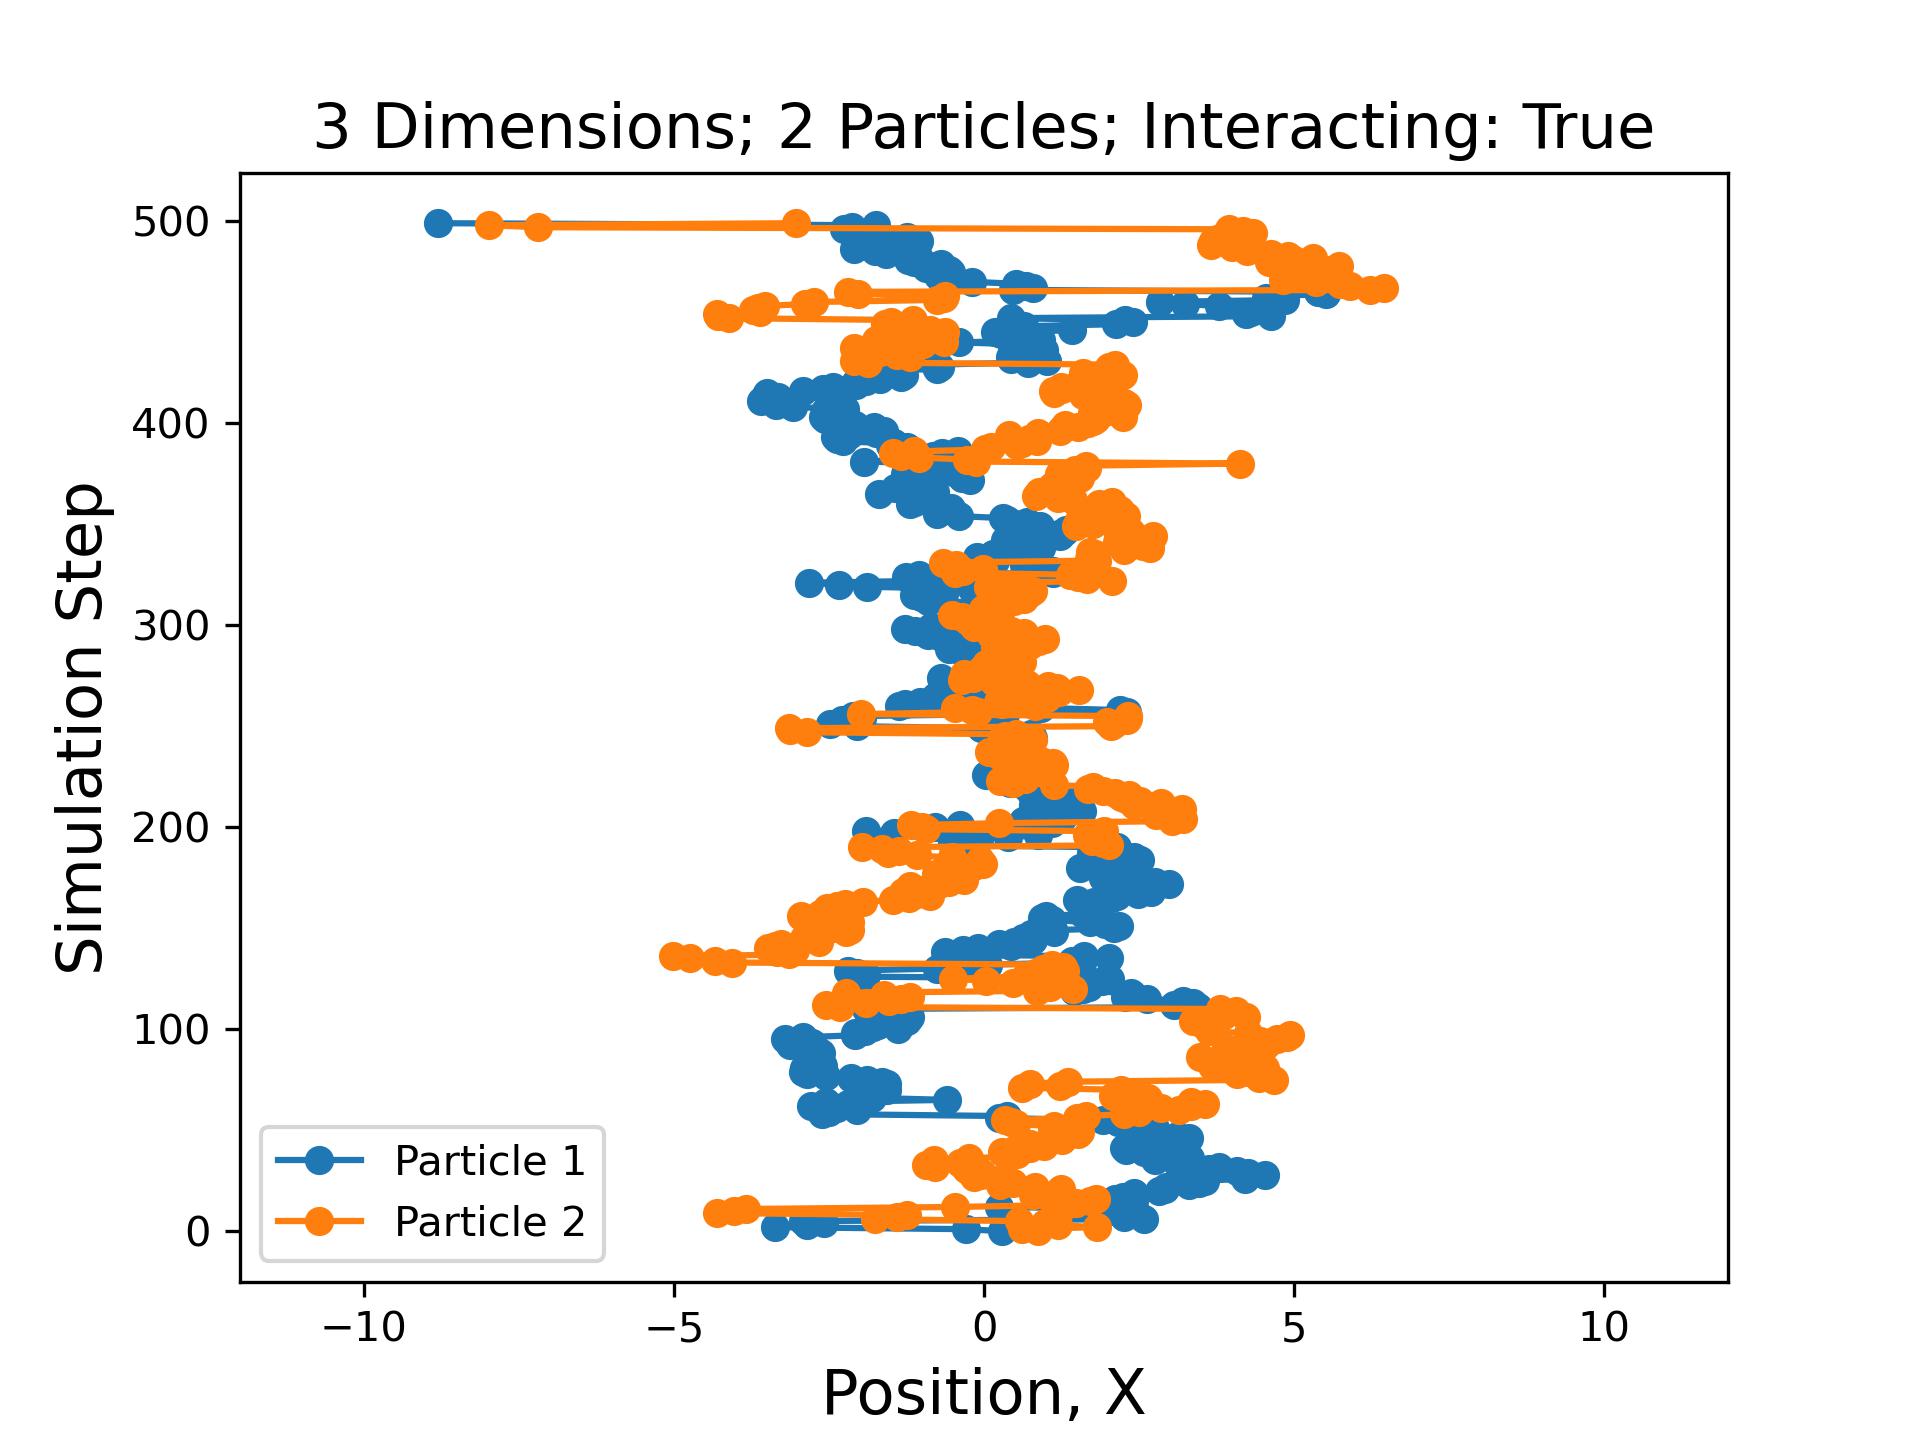 3 Dimensions; 2 Particles; Interacting: True
Simulation Step
500
400
300
200
100
0
Particle 1
Particle 2
−10
−5
0
5
10
Position, X